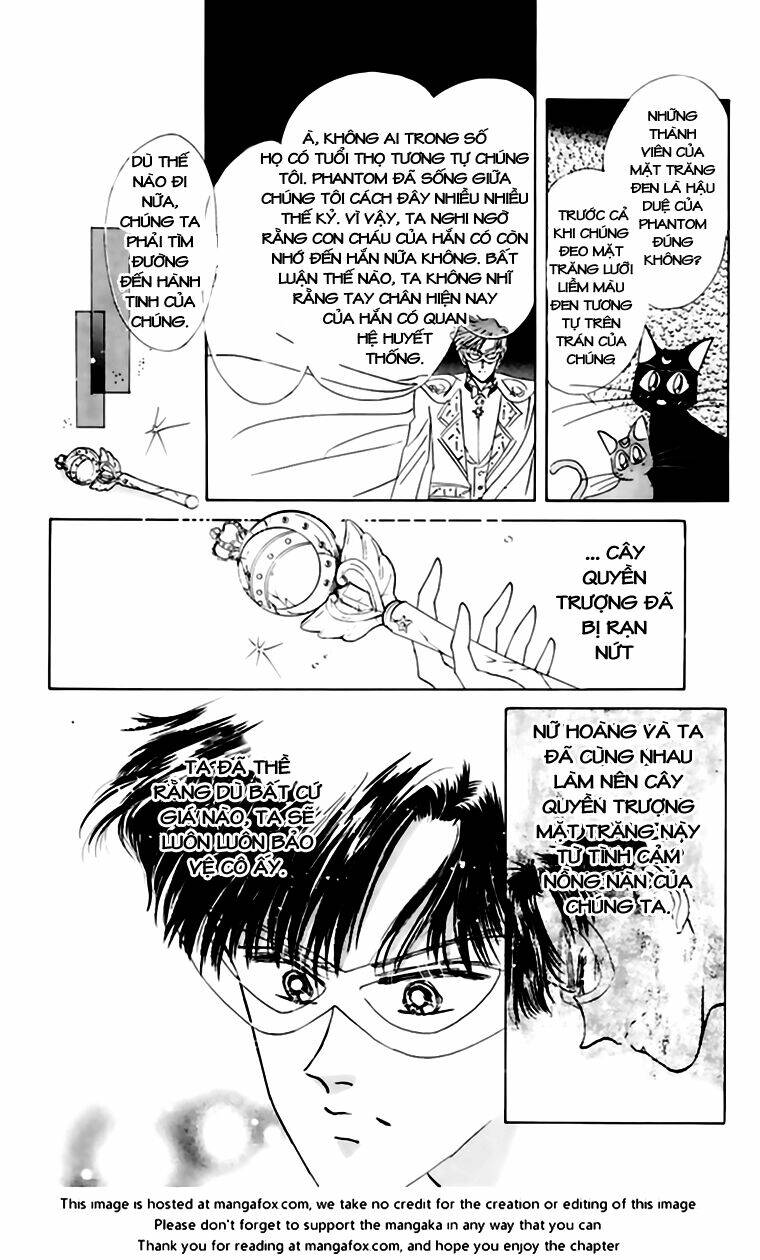 NHỮNG
THÀNH
VIÊN CỦA
MẶT TRĂNG
ĐEN LÀ HẬU
DUỆ CỦA
PHANTOM
ĐÚNG
KHÔNG?
TRƯỚC CẢ
KHI CHÚNG
ĐEO MẶT
TRĂNG LƯỠI
LIỀM MÀU
ĐEN TƯƠNG
TỰ TRÊN
TRÁN CỦA
CHÚNG
À, KHÔNG AI TRONG SỐ
HỌ CÓ TUỔI THỌ TƯƠNG TỰ CHÚNG
TÔI. PHANTOM ĐÃ SỐNG GIỮA
CHÚNG TÔI CÁCH ĐÂY NHIỀU NHIỀU
THẾ KỶ. VÌ VẬY, TA NGHI NGỜ
RẰNG CON CHÁU CỦA HẮN CÓ CÒN
NHỚ ĐẾN HẮN NỮA KHÔNG. BẤT
LUẬN THẾ NÀO, TA KHÔNG NHĨ
RẰNG TAY CHÂN HIỆN NAY
CỦA HẮN CÓ QUAN
HỆ HUYẾT
THỐNG.
DÙ THẾ
NÀO ĐI
NỮA,
CHÚNG TA
PHẢI TÌM
ĐƯỜNG
ĐẾN HÀNH
TINH CỦA
CHÚNG.
... CÂY
QUYỀN
TRƯỢNG ĐÃ
BỊ RẠN
NỨT
NỮ HOÀNG VÀ TA
ĐÃ CÙNG NHAU
LÀM NÊN CÂY
QUYỀN TRƯỢNG
MẶT TRĂNG NÀY
TỪ TÌNH CẢM
NỒNG NÀN CỦA
CHÚNG TA.
TA ĐÃ THỀ
RẰNG DÙ BẤT CỨ
GIÁ NÀO, TA SẼ
LUÔN LUÔN BẢO
VỆ CÔ ẤY.
This image is hosted at mangafox.com, we take no credit for the creation or editing of this image
Please don't forget to support the mangaka in any way that you can
Thank you for reading at mangafox.com, and hope you enjoy the chapter